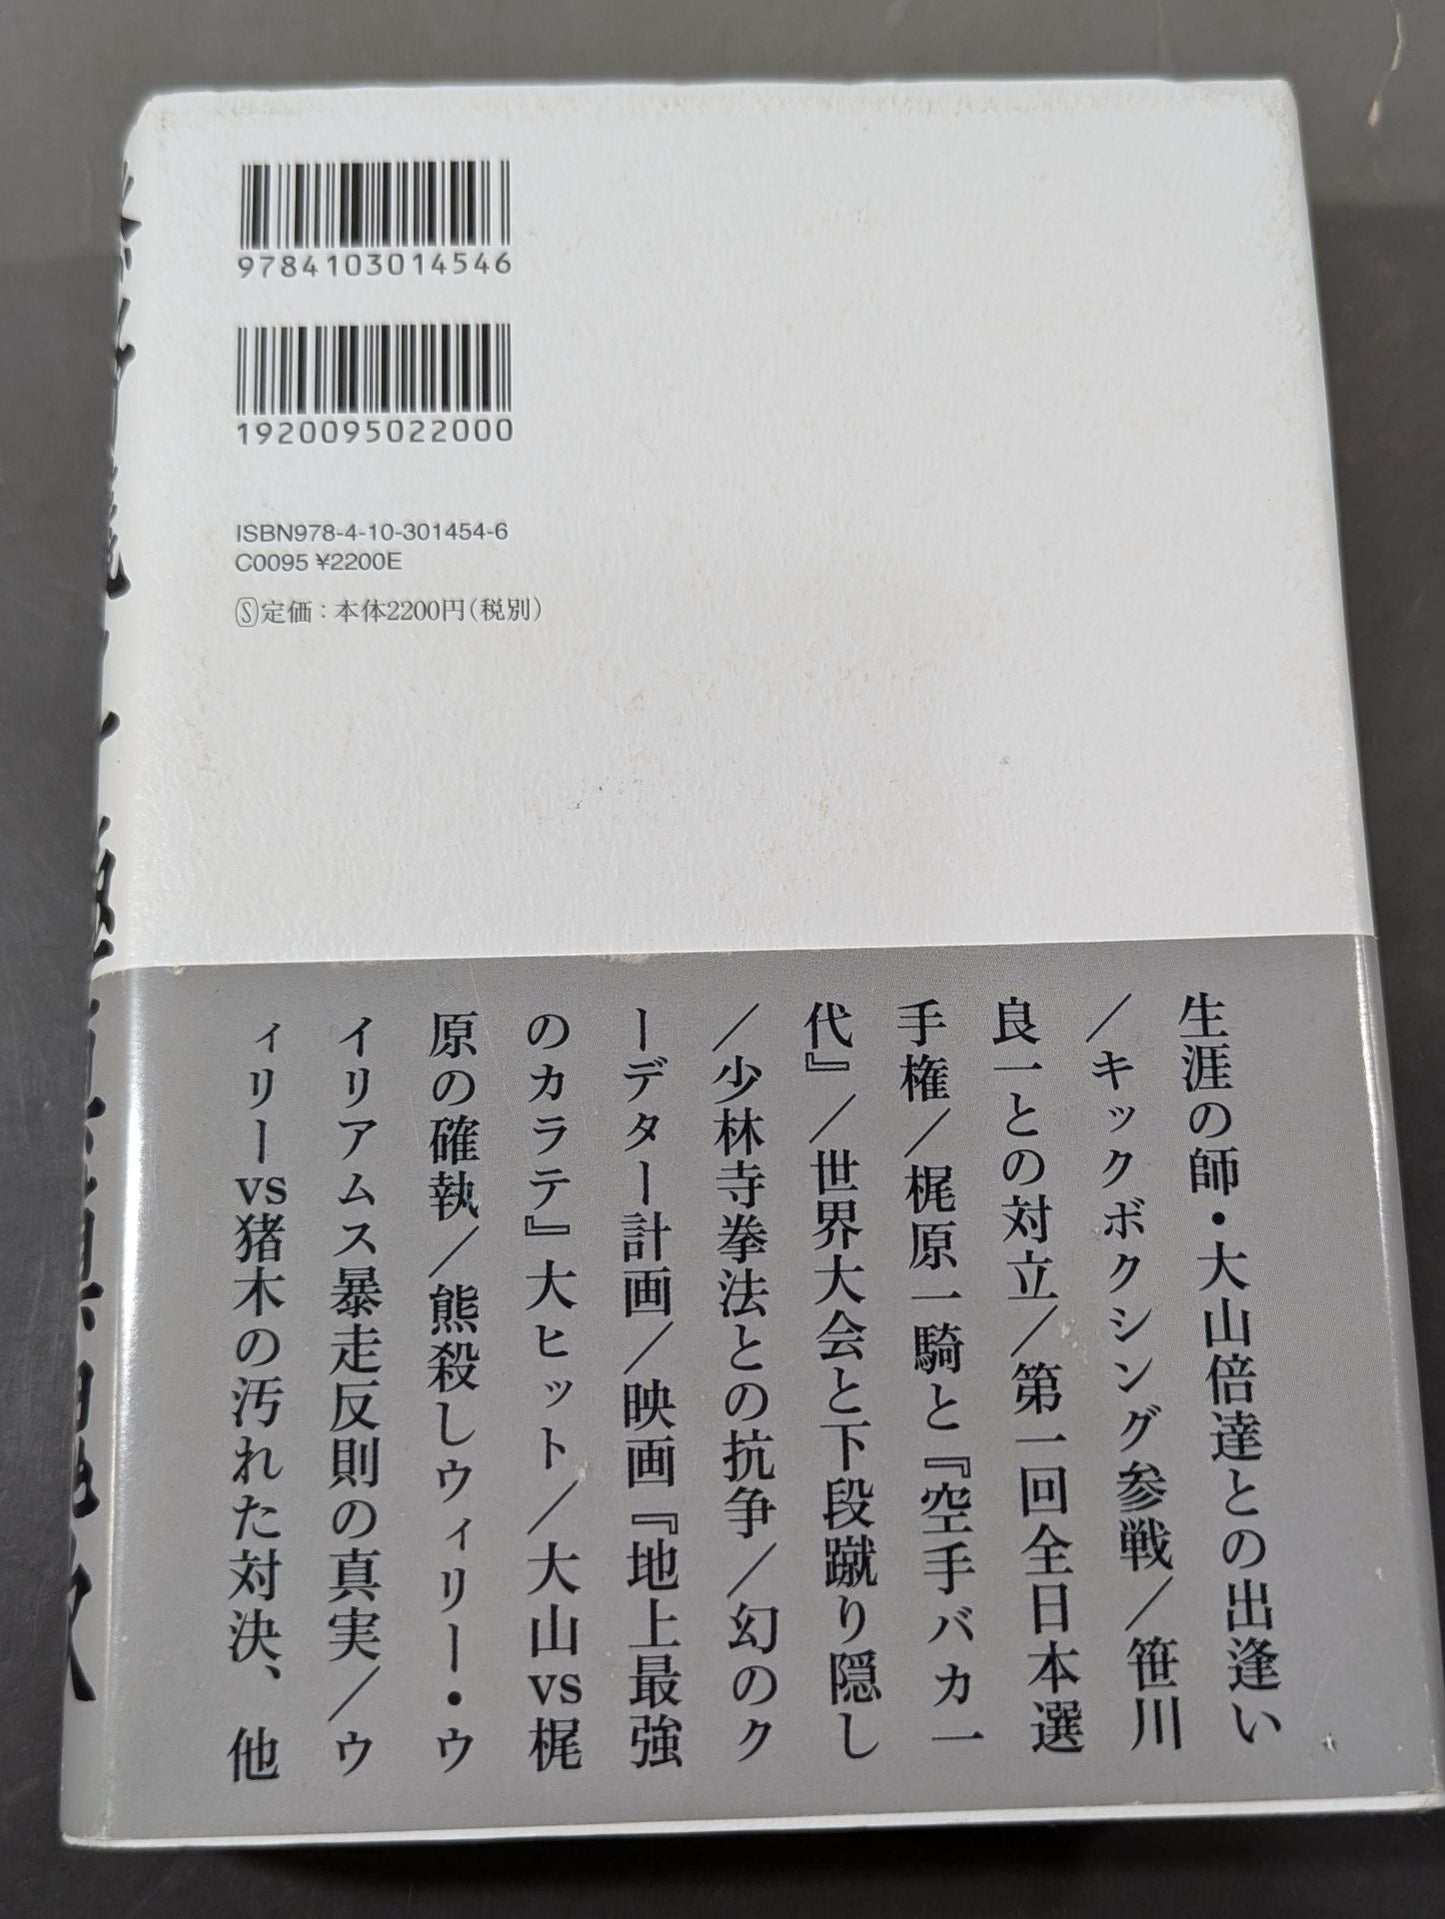 9784103014546
1920095022000
ISBN978-4-10-301454-6
C0095 ¥2200E
Ⓢ定価：本体2200円（税別）
生涯の師・大山倍達との出逢い
／キックボクシング参戦／笹川
良一との対立／第一回全日本選
手権／梶原一騎と『空手バカ一
代』／世界大会と下段蹴り隠し
／少林寺拳法との抗争／幻のク
ーデター計画／映画『地上最強
のカラテ』大ヒット／大山vs梶
原の確執／熊殺しウィリー・ウ
イリアムス暴走反則の真実／ウ
ィリーvs猪木の汚れた対決、他